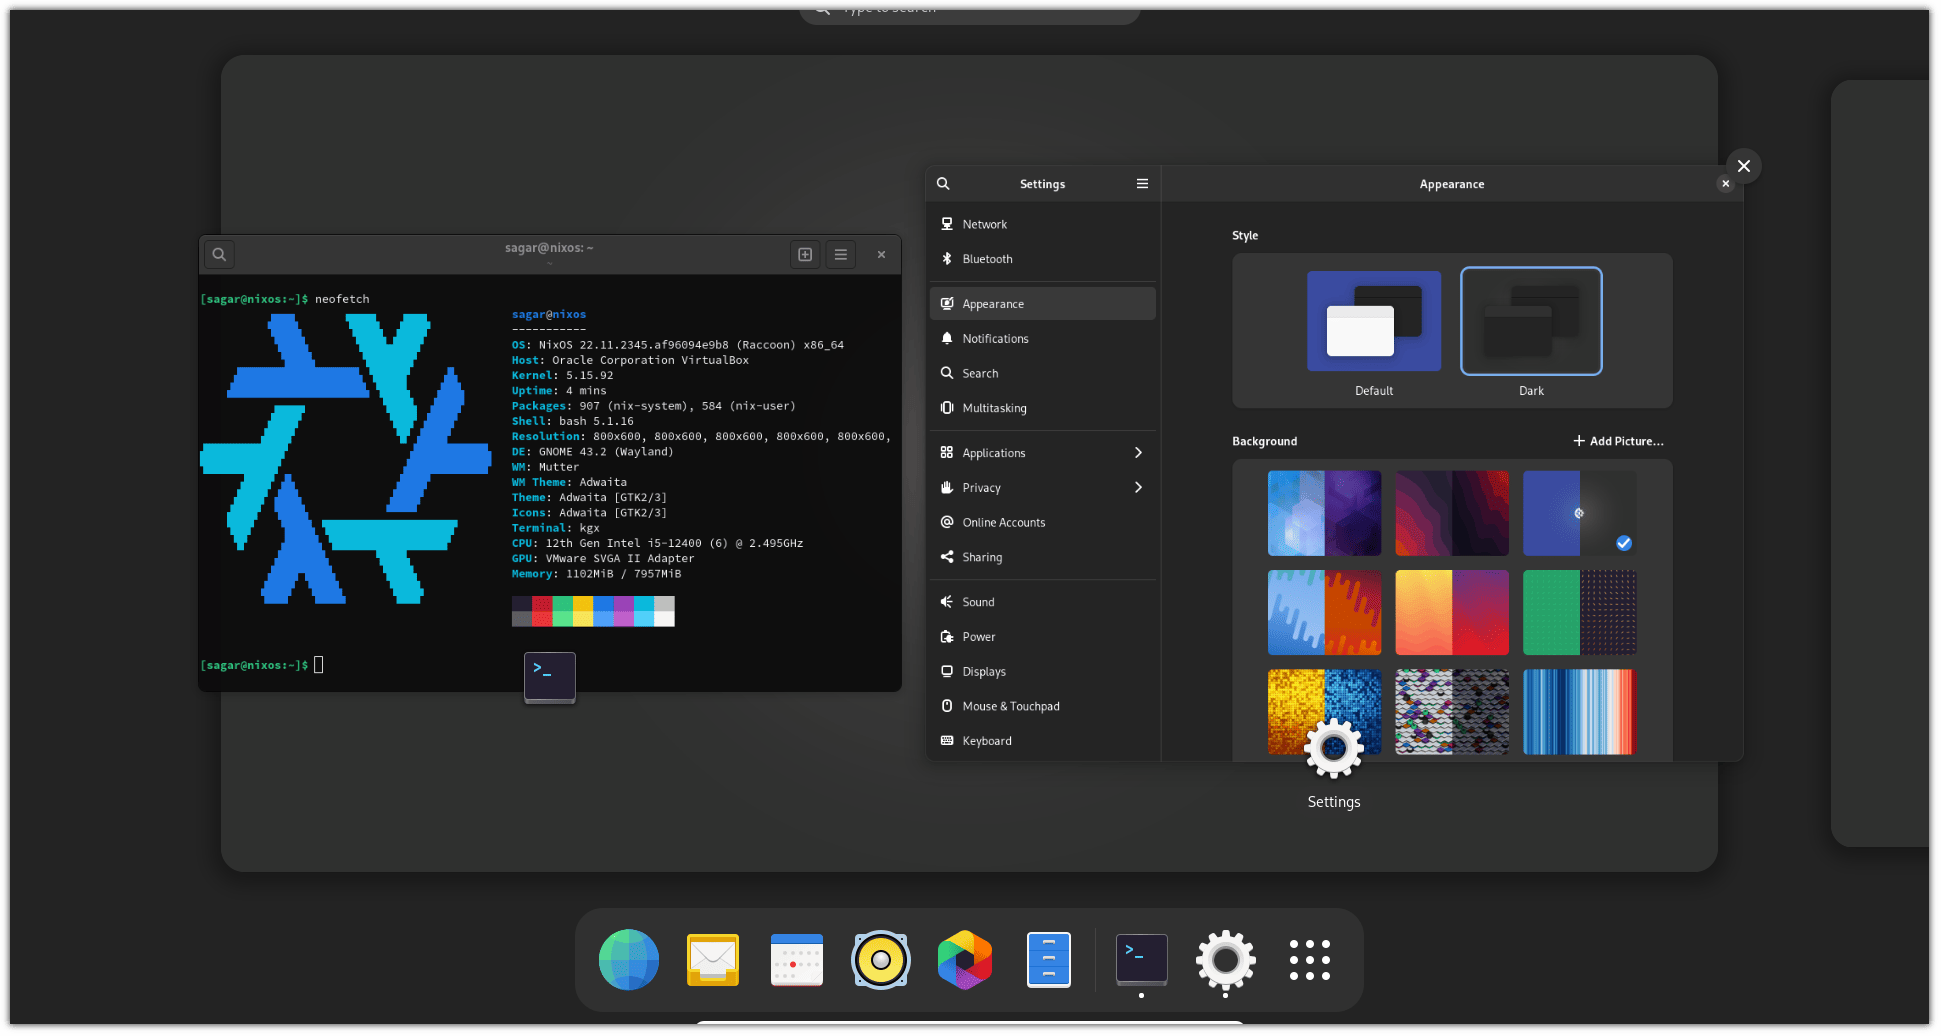 Type to search
sagar@nixos: ~
~
[sagar@nixos:~]$ neofetch
sagar@nixos
-----------
OS: NixOS 22.11.2345.af96094e9b8 (Raccoon) x86_64
Host: Oracle Corporation VirtualBox
Kernel: 5.15.92
Uptime: 4 mins
Packages: 907 (nix-system), 584 (nix-user)
Shell: bash 5.1.16
Resolution: 800x600, 800x600, 800x600, 800x600, 800x600,
DE: GNOME 43.2 (Wayland)
WM: Mutter
WM Theme: Adwaita
Theme: Adwaita [GTK2/3]
Icons: Adwaita [GTK2/3]
Terminal: kgx
CPU: 12th Gen Intel i5-12400 (6) @ 2.495GHz
GPU: VMware SVGA II Adapter
Memory: 1102MiB / 7957MiB
[sagar@nixos:~]$
>_
Settings
Network
Bluetooth
Appearance
Notifications
Search
Multitasking
Applications
Privacy
Online Accounts
Sharing
Sound
Power
Displays
Mouse & Touchpad
Keyboard
Appearance
Style
Default
Dark
Background
Add Picture...
Settings
>_